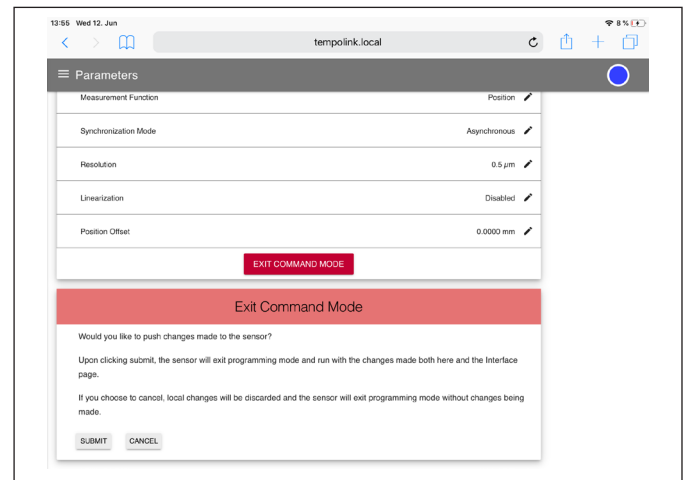 13:55 Wed 12. Jun 8 %
tempolink.local
Parameters
Measurement Function Position
Synchronization Mode Asynchronous
Resolution 0.5 µm
Linearization Disabled
Position Offset 0.0000 mm
EXIT COMMAND MODE
Exit Command Mode
Would you like to push changes made to the sensor?
Upon clicking submit, the sensor will exit programming mode and run with the changes made both here and the Interface
page.
If you choose to cancel, local changes will be discarded and the sensor will exit programming mode without changes being
made.
SUBMIT CANCEL